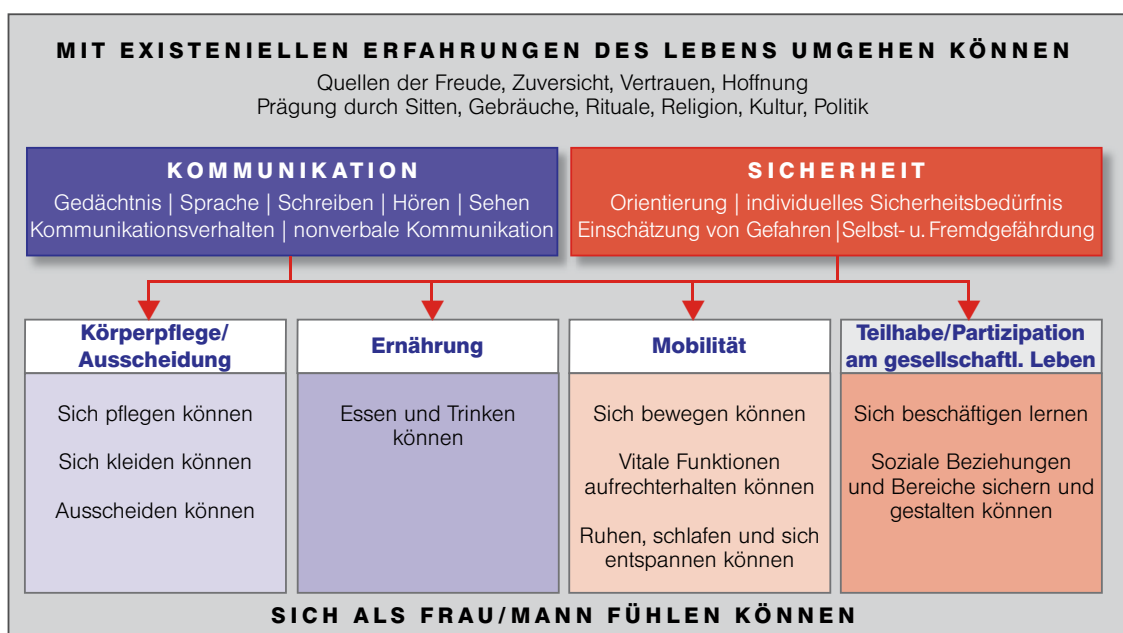 MIT EXISTENIELLEN ERFAHRUNGEN DES LEBENS UMGEHEN KÖNNEN
Quellen der Freude, Zuversicht, Vertrauen, Hoffnung
Prägung durch Sitten, Gebräuche, Rituale, Religion, Kultur, Politik
KOMMUNIKATION
Gedächtnis | Sprache | Schreiben | Hören | Sehen
Kommunikationsverhalten | nonverbale Kommunikation
SICHERHEIT
Orientierung | individuelles Sicherheitsbedürfnis
Einschätzung von Gefahren | Selbst- u. Fremdgefährdung
Körperpflege/
Ausscheidung
Sich pflegen können
Sich kleiden können
Ausscheiden können
Ernährung
Essen und Trinken
können
Mobilität
Sich bewegen können
Vitale Funktionen
aufrechterhalten können
Ruhen, schlafen und sich
entspannen können
Teilhabe/Partizipation
am gesellschaftl. Leben
Sich beschäftigen lernen
Soziale Beziehungen
und Bereiche sichern und
gestalten können
SICH ALS FRAU/MANN FÜHLEN KÖNNEN